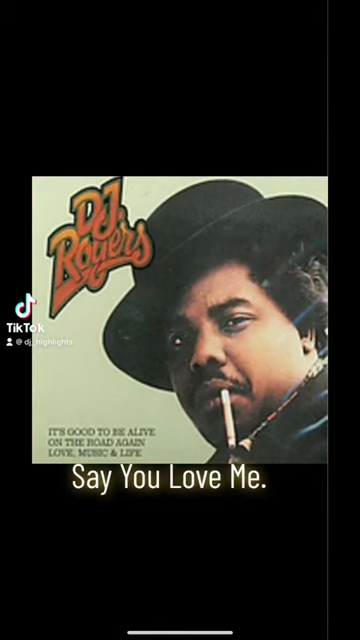 D.J.
Rogers
TikTok
@dj_highlights
IT'S GOOD TO BE ALIVE
ON THE ROAD AGAIN
LOVE, MUSIC & LIFE
Say You Love Me.